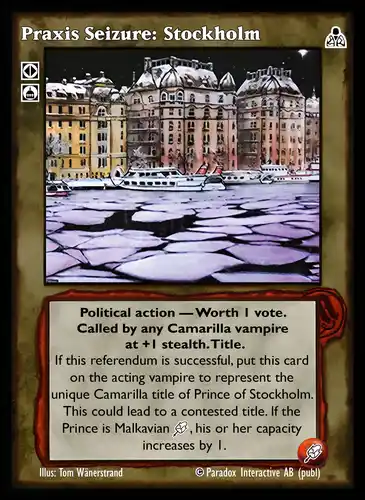 Praxis Seizure: Stockholm
Political action — Worth 1 vote.
Called by any Camarilla vampire
at +1 stealth. Title.
If this referendum is successful, put this card
on the acting vampire to represent the
unique Camarilla title of Prince of Stockholm.
This could lead to a contested title. If the
Prince is Malkavian , his or her capacity
increases by 1.
Illus: Tom Wänerstrand © Paradox Interactive AB (publ)